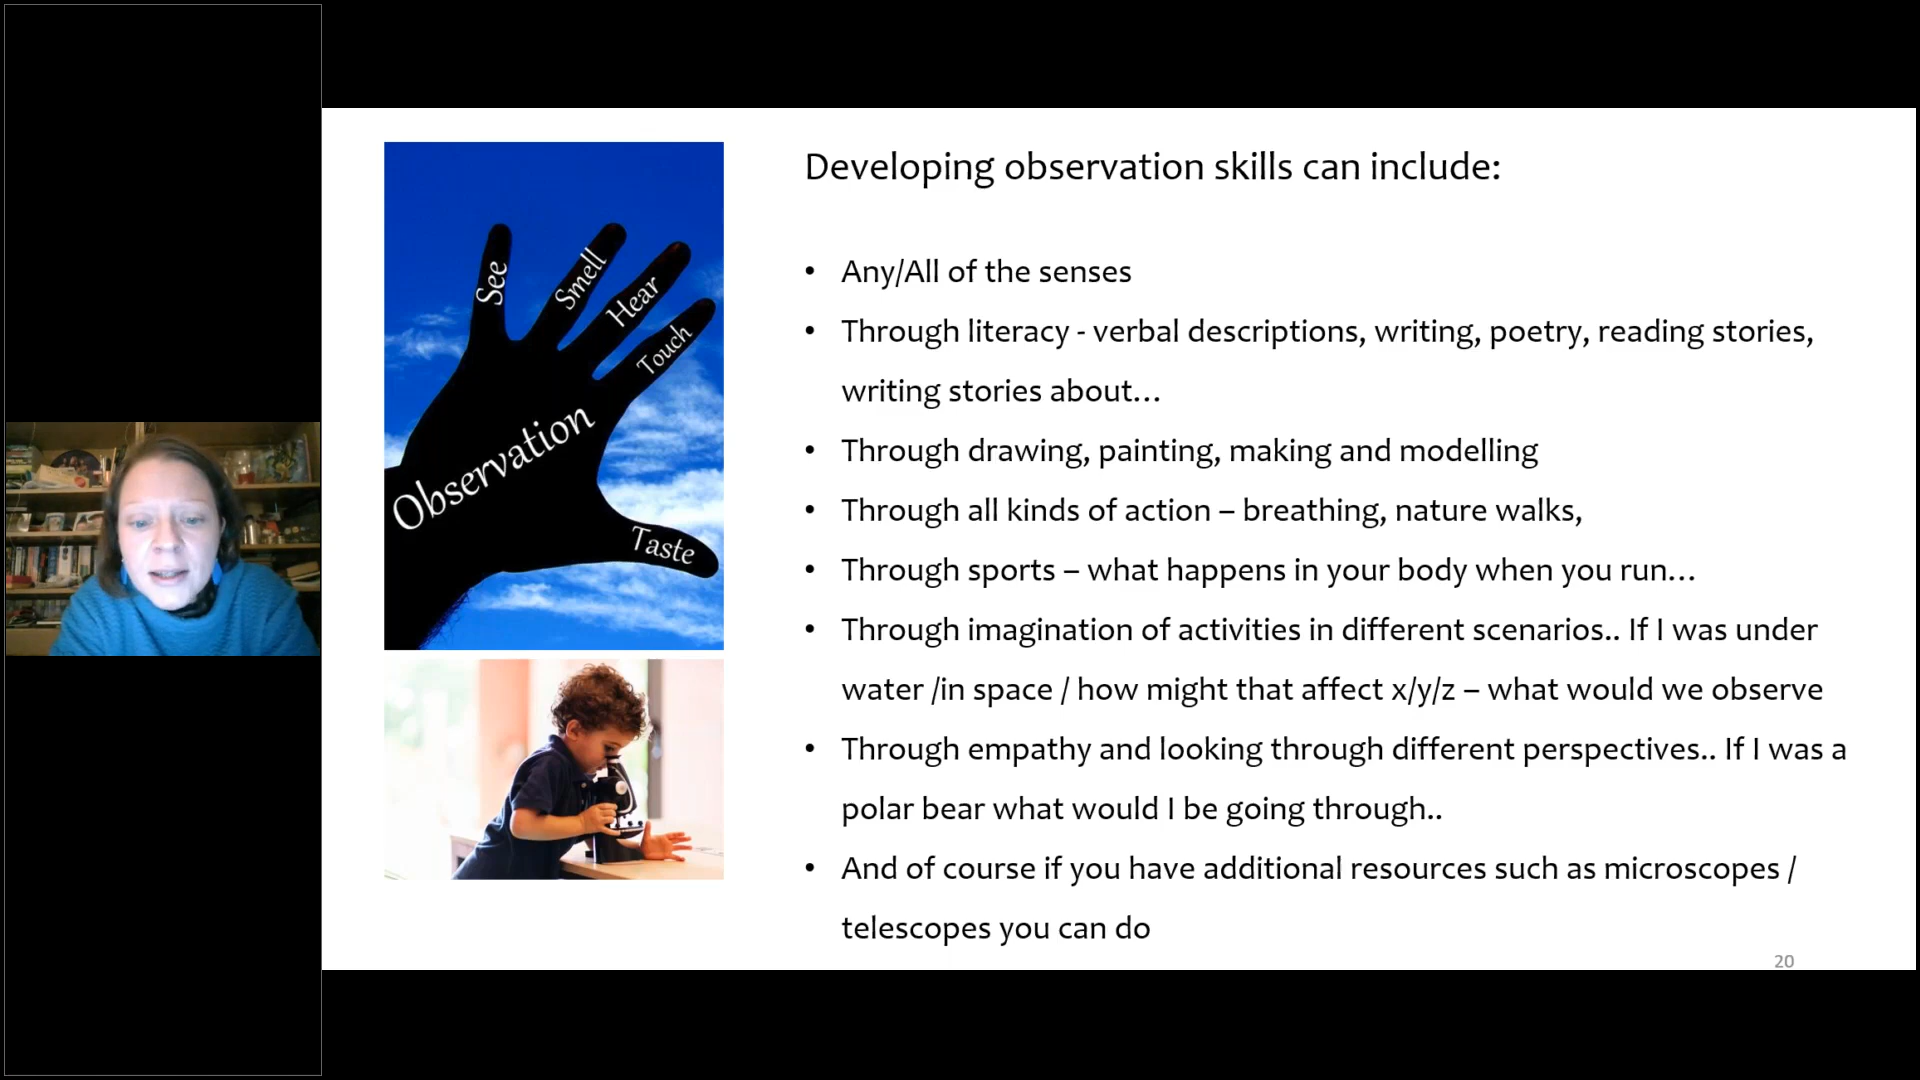 See
Smell
Hear
Touch
Observation
Taste
Developing observation skills can include:
• Any/All of the senses
• Through literacy - verbal descriptions, writing, poetry, reading stories,
writing stories about…
• Through drawing, painting, making and modelling
• Through all kinds of action – breathing, nature walks,
• Through sports – what happens in your body when you run…
• Through imagination of activities in different scenarios.. If I was under
water /in space / how might that affect x/y/z – what would we observe
• Through empathy and looking through different perspectives.. If I was a
polar bear what would I be going through..
• And of course if you have additional resources such as microscopes /
telescopes you can do
20